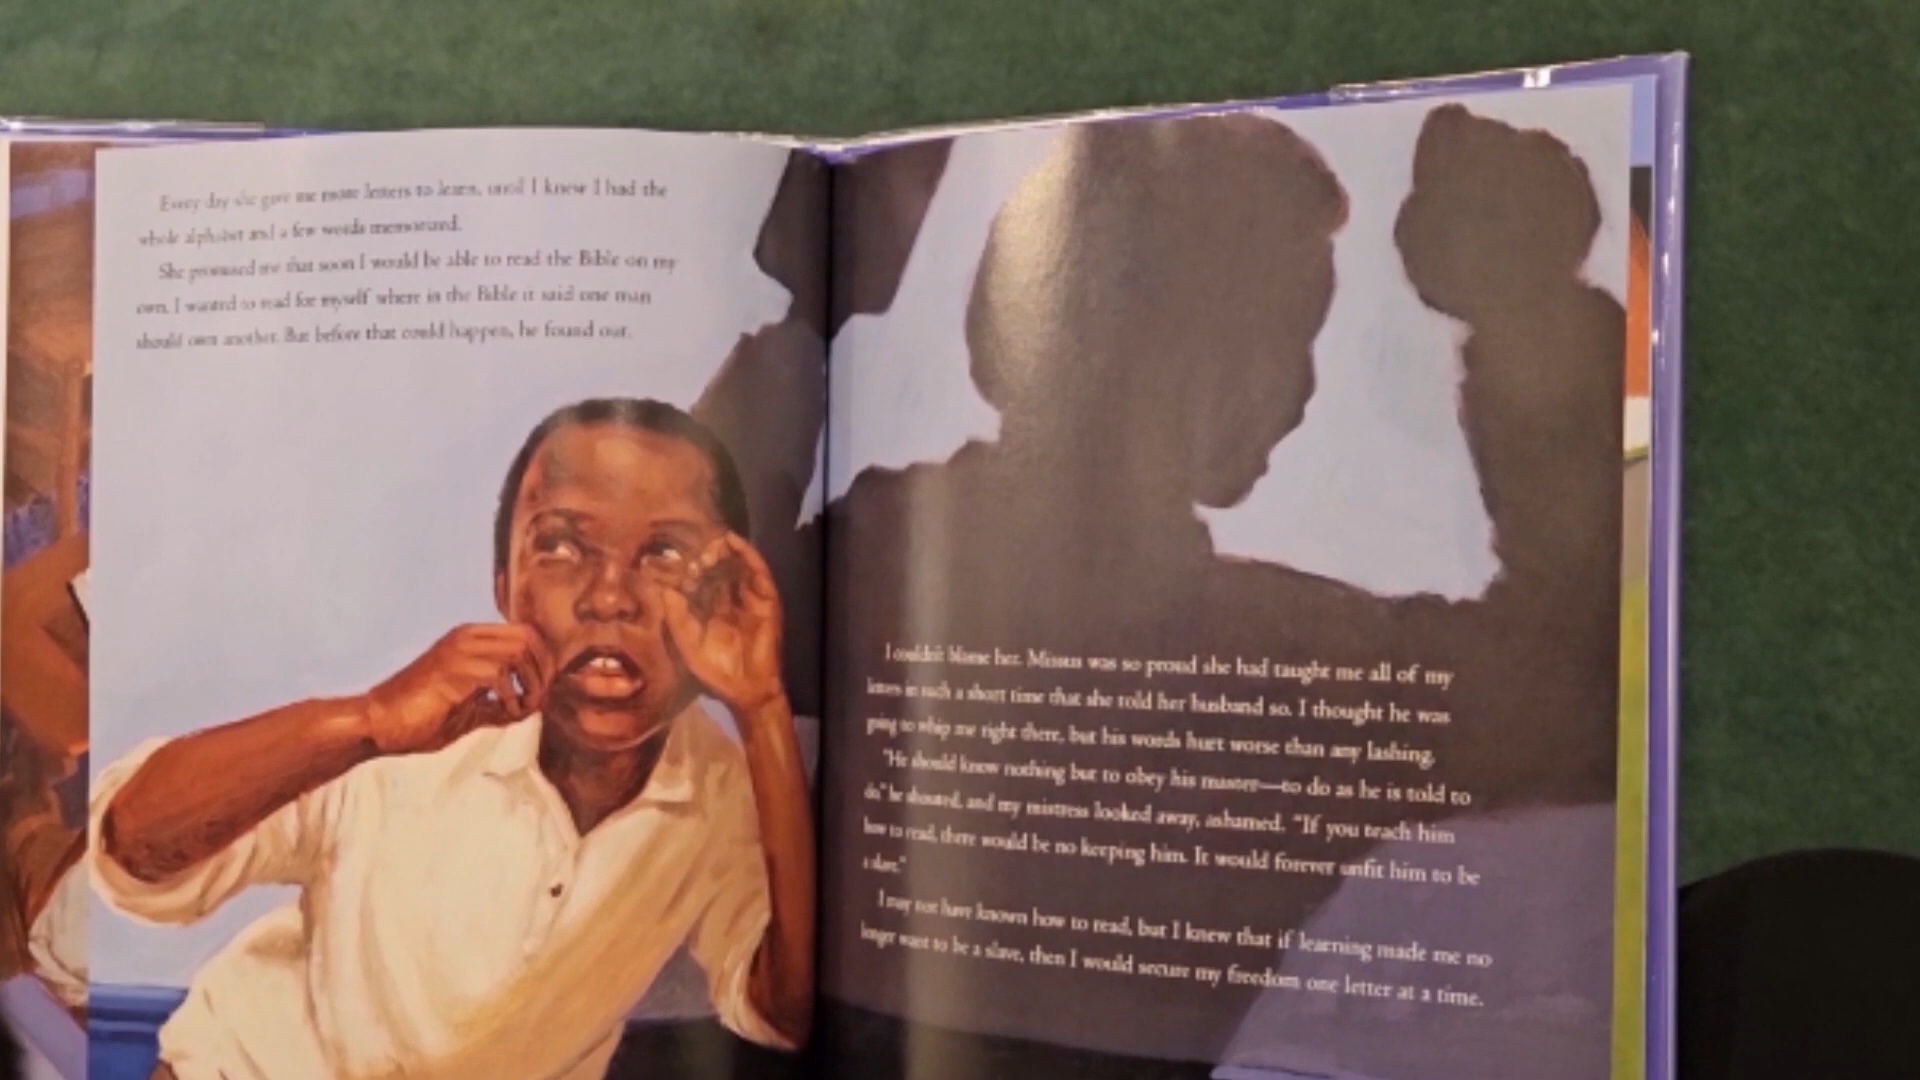 Every day she gave me more letters to learn, until I knew I had the
whole alphabet and a few words memorized.
She promised me that soon I would be able to read the Bible on my
own. I wanted to read for myself where in the Bible it said one man
should own another. But before that could happen, he found out.
I couldn't blame her. Missus was so proud she had taught me all of my
letters in such a short time that she told her husband so. I thought he was
going to whip me right there, but his words hurt worse than any lashing.
"He should know nothing but to obey his master—to do as he is told to
do," he shouted, and my mistress looked away, ashamed. "If you teach him
how to read, there would be no keeping him. It would forever unfit him to be
a slave."
I may not have known how to read, but I knew that if learning made me no
longer want to be a slave, then I would secure my freedom one letter at a time.